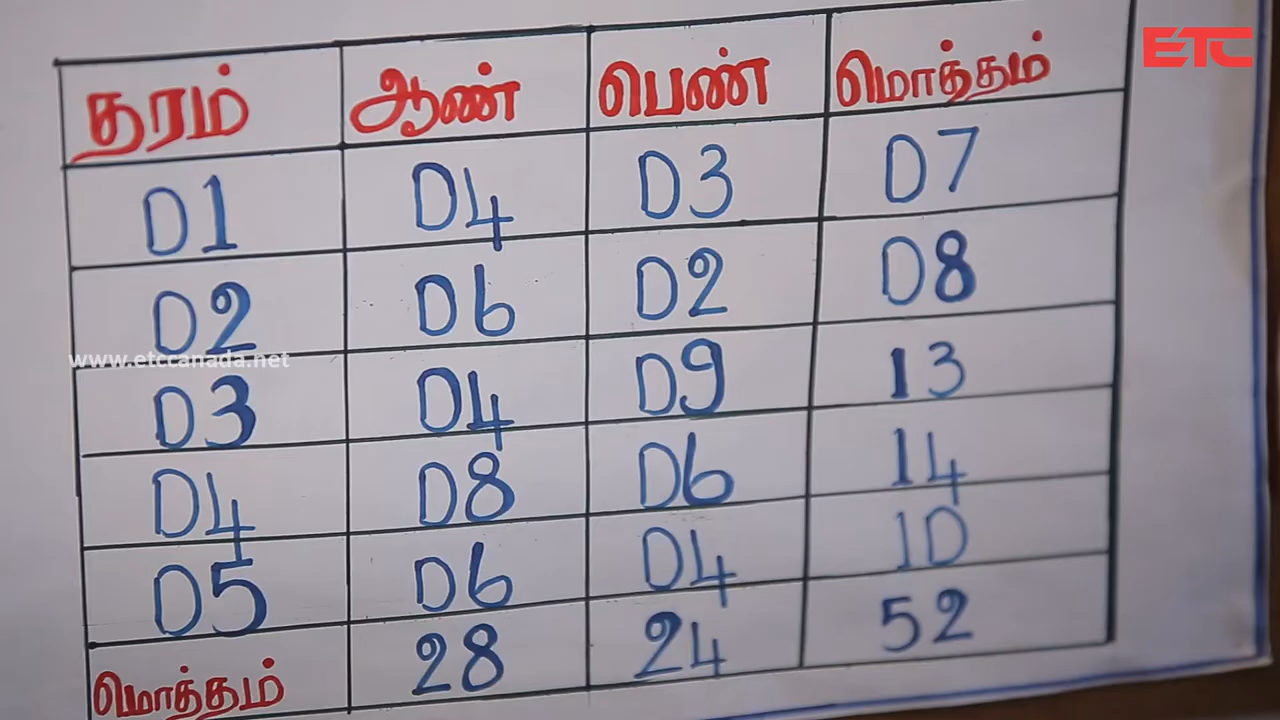 ETC
தரம் ஆண் பெண் மொத்தம்
01 04 03 07
02 06 02 08
www.etccanada.net
03 04 09 13
04 08 06 14
05 06 04 10
மொத்தம் 28 24 52